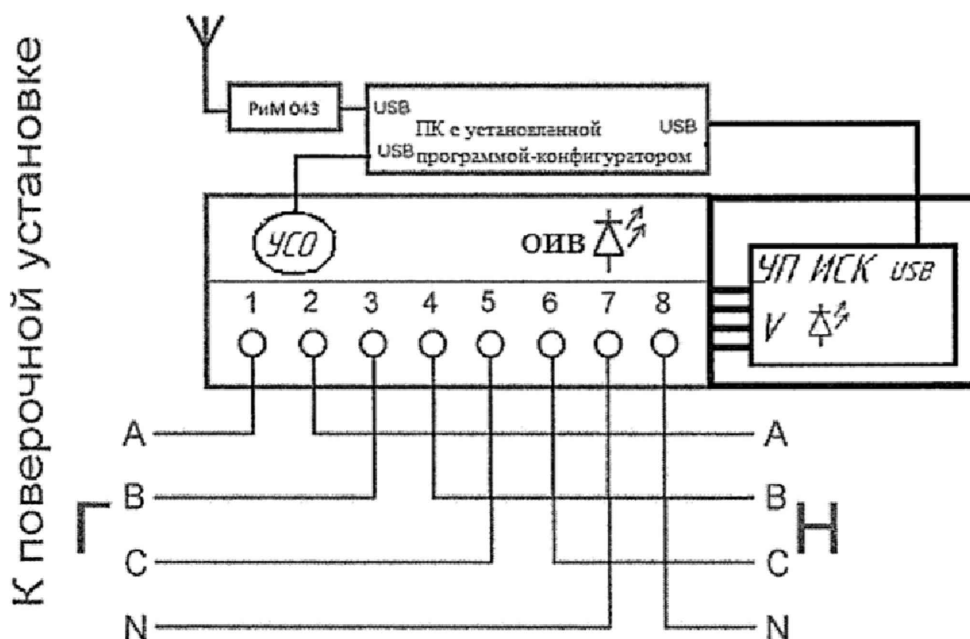 К поверочной установке
РиМ 043
USB
USB
ПК с установленной
программой-конфигуратором
USB
УСО
ОИВ
УП ИСК USB
V
1 2 3 4 5 6 7 8
А А
В В
С С
N N
Г Н